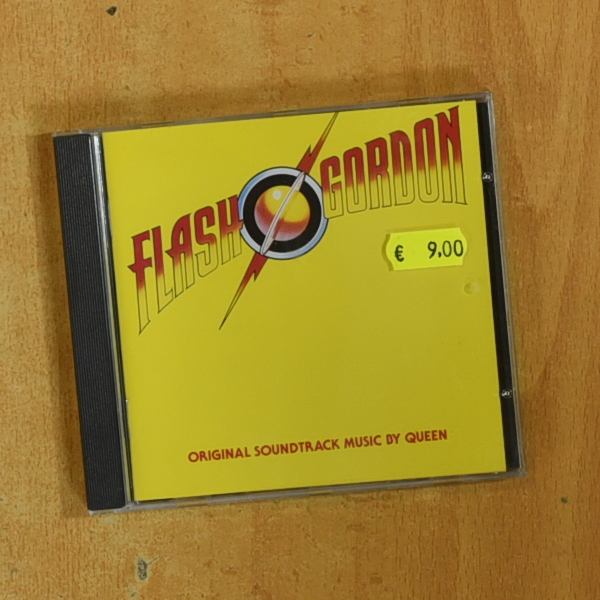 FLASH GORDON
€ 9.00
ORIGINAL SOUNDTRACK MUSIC BY QUEEN